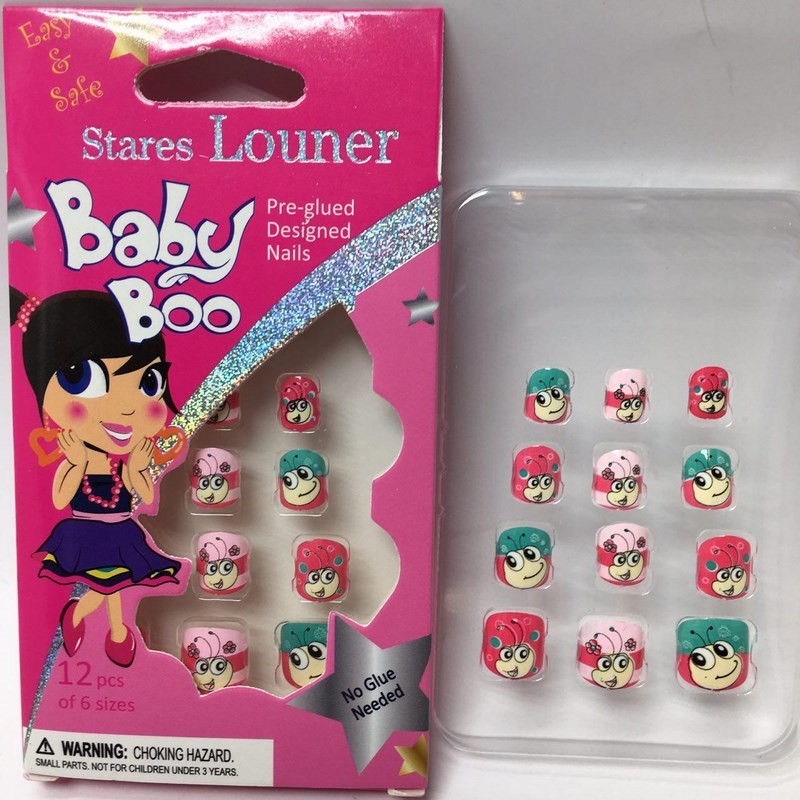 Easy
&
Safe
Stares Louner
Baby
Boo
Pre-glued
Designed
Nails
12 pcs
of 6 sizes
No Glue
Needed
WARNING: CHOKING HAZARD.
SMALL PARTS. NOT FOR CHILDREN UNDER 3 YEARS.